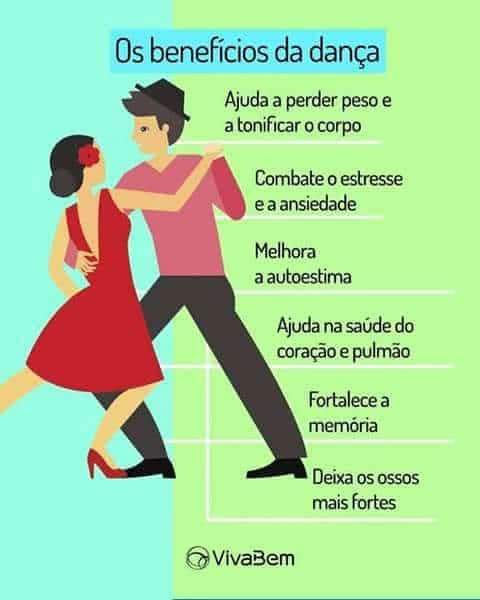 Os benefícios da dança
Ajuda a perder peso e
a tonificar o corpo
Combate o estresse
e a ansiedade
Melhora
a autoestima
Ajuda na saúde do
coração e pulmão
Fortalece a
memória
Deixa os ossos
mais fortes
VivaBem